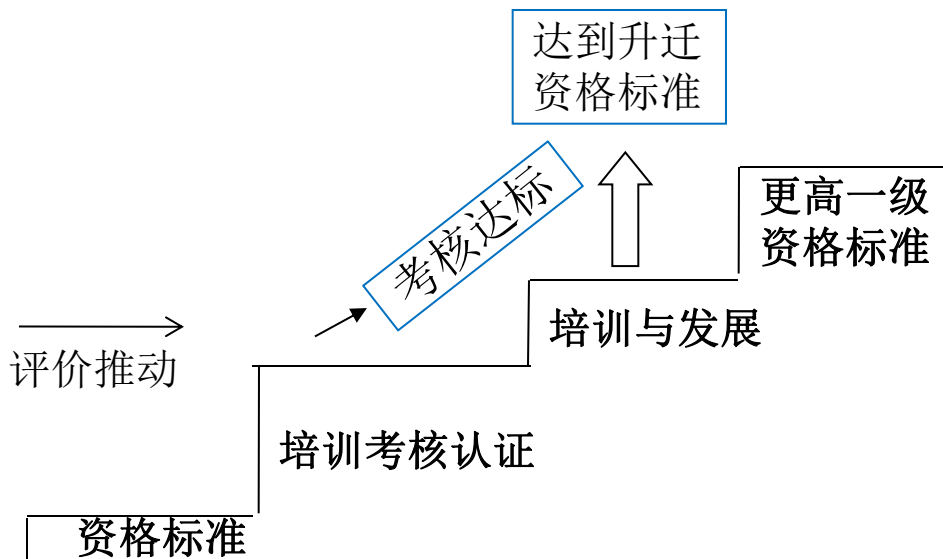 达到升迁
资格标准
考核达标
更高一级
资格标准
培训与发展
评价推动
培训考核认证
资格标准